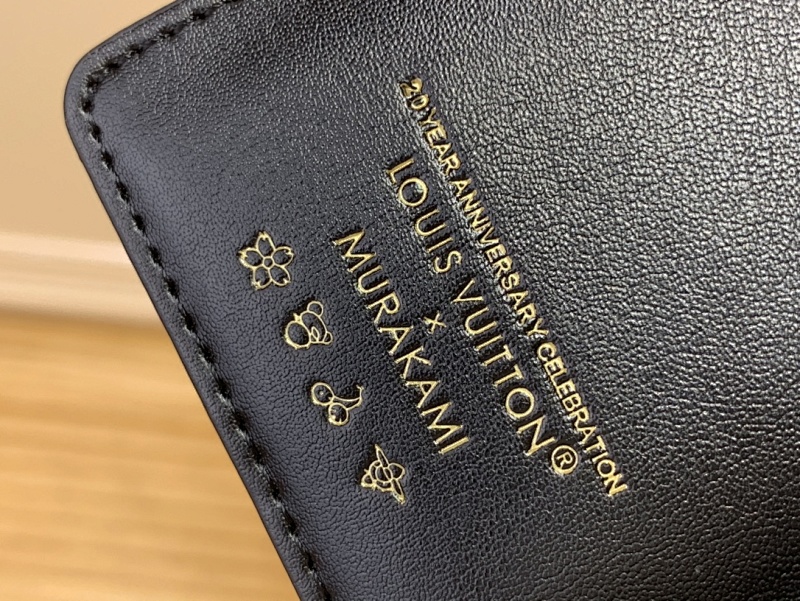 20 YEAR ANNIVERSARY CELEBRATION
LOUIS VUITTON®
×
MURAKAMI